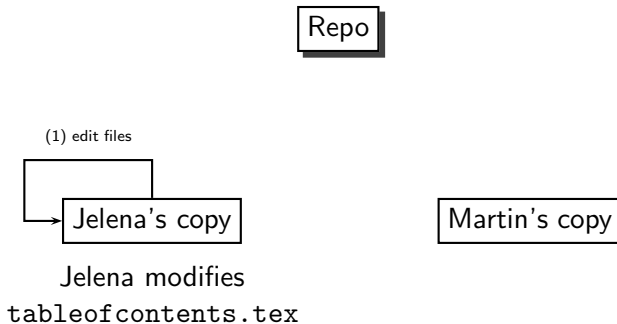 Repo
(1) edit files
Jelena's copy
Martin's copy
Jelena modifies
tableofcontents.tex